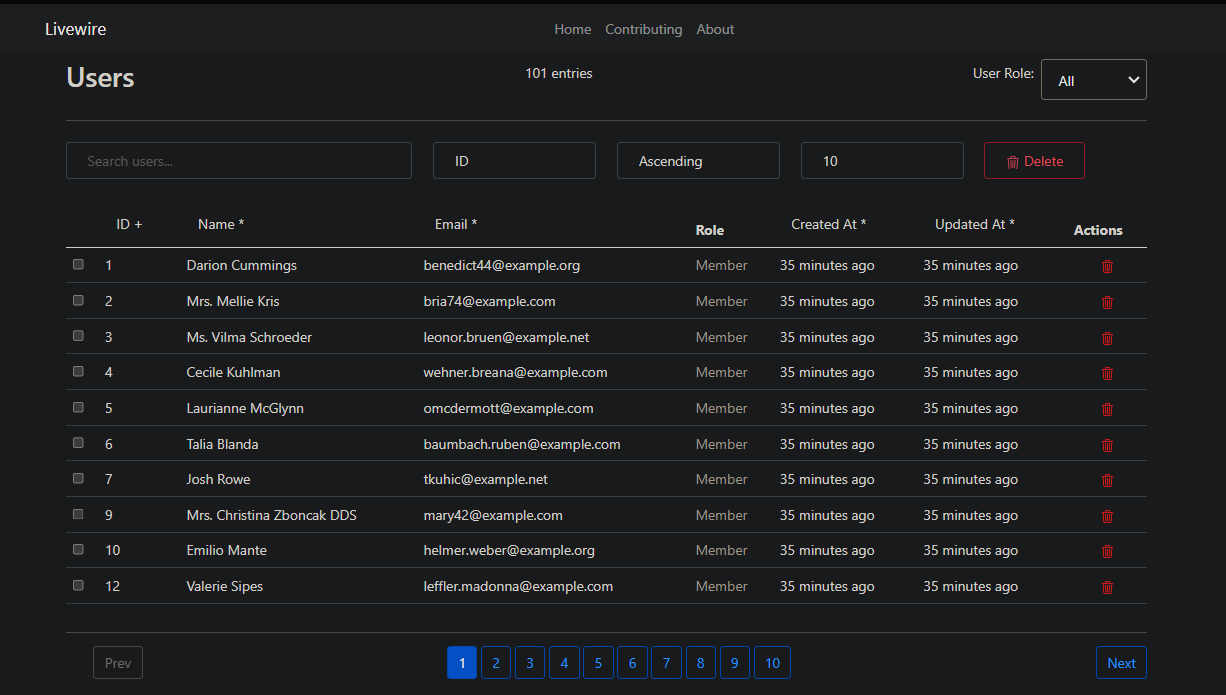 Livewire Home Contributing About
Users 101 entries User Role: All
Search users... ID Ascending 10 Delete
ID + Name * Email * Role Created At * Updated At * Actions
1 Darion Cummings benedict44@example.org Member 35 minutes ago 35 minutes ago
2 Mrs. Mellie Kris bria74@example.com Member 35 minutes ago 35 minutes ago
3 Ms. Vilma Schroeder leonor.bruen@example.net Member 35 minutes ago 35 minutes ago
4 Cecile Kuhlman wehner.breana@example.com Member 35 minutes ago 35 minutes ago
5 Laurianne McGlynn omcdermott@example.com Member 35 minutes ago 35 minutes ago
6 Talia Blanda baumbach.ruben@example.com Member 35 minutes ago 35 minutes ago
7 Josh Rowe tkuhic@example.net Member 35 minutes ago 35 minutes ago
9 Mrs. Christina Zboncak DDS mary42@example.com Member 35 minutes ago 35 minutes ago
10 Emilio Mante helmer.weber@example.org Member 35 minutes ago 35 minutes ago
12 Valerie Sipes leffler.madonna@example.com Member 35 minutes ago 35 minutes ago
Prev 1 2 3 4 5 6 7 8 9 10 Next